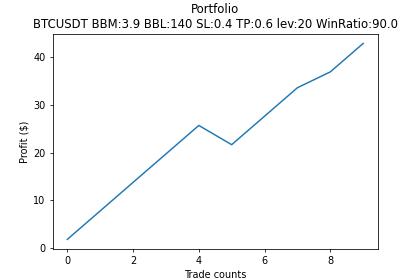 Portfolio
BTCUSDT BBM:3.9 BBL:140 SL:0.4 TP:0.6 lev:20 WinRatio:90.0
40
30
20
10
0
Profit ($)
0 2 4 6 8
Trade counts